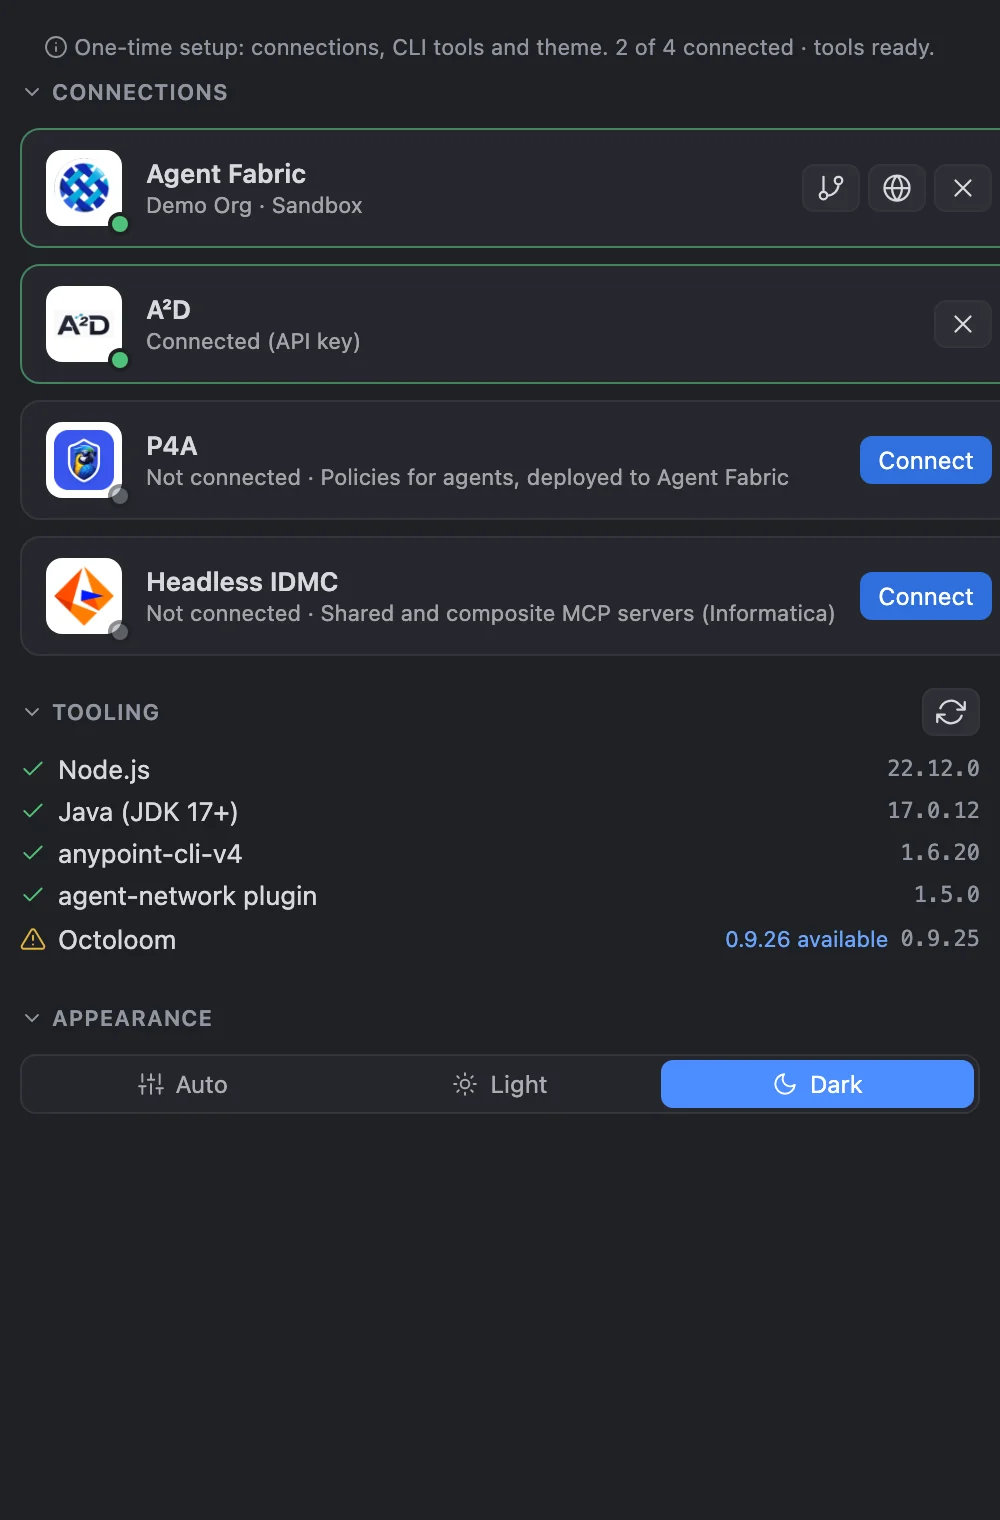 One-time setup: connections, CLI tools and theme. 2 of 4 connected · tools ready.
CONNECTIONS
Agent Fabric
Demo Org · Sandbox
A²D
A²D
Connected (API key)
P4A
Not connected · Policies for agents, deployed to Agent Fabric
Connect
Headless IDMC
Not connected · Shared and composite MCP servers (Informatica)
Connect
TOOLING
Node.js 22.12.0
Java (JDK 17+) 17.0.12
anypoint-cli-v4 1.6.20
agent-network plugin 1.5.0
Octoloom 0.9.26 available 0.9.25
APPEARANCE
Auto Light Dark